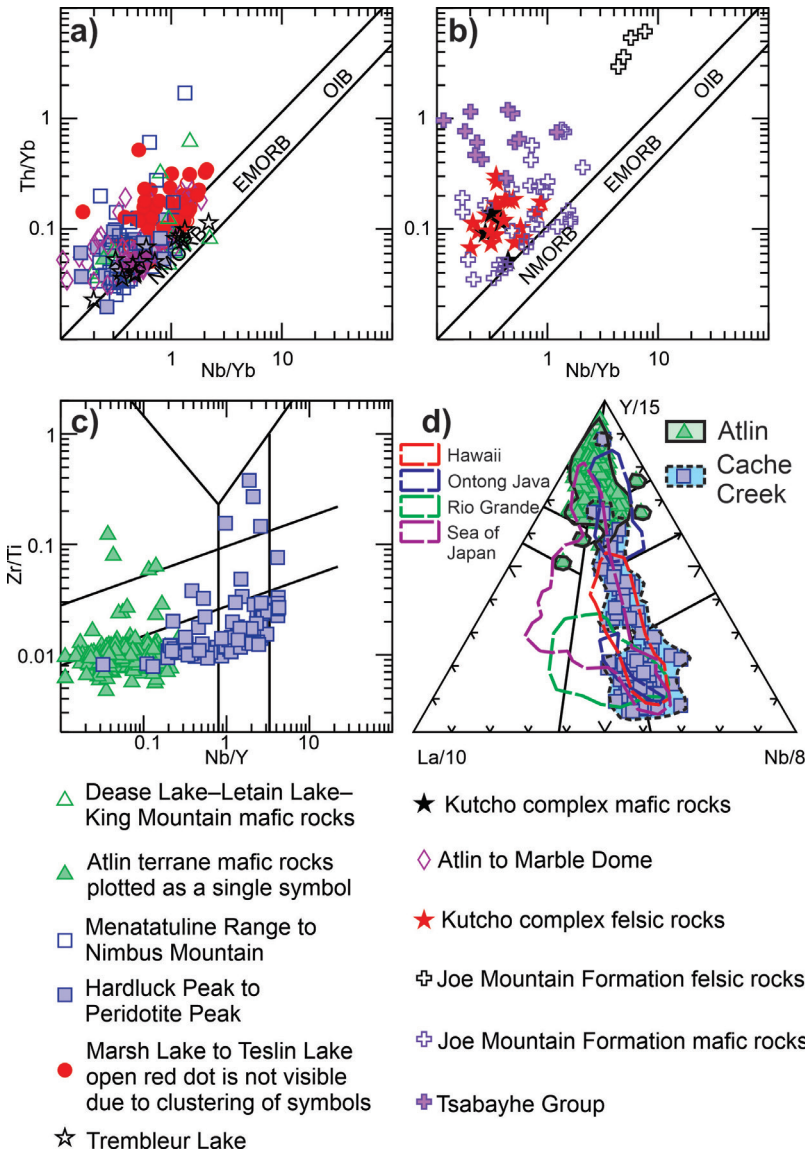 a)
OIB
EMORB
NMORB
Th/Yb
1
0.1
1
10
Nb/Yb
b)
OIB
EMORB
NMORB
1
0.1
1
10
Nb/Yb
c)
Zr/Ti
1
0.1
0.01
0.1
1
10
Nb/Y
d)
Y/15
Atlin
Cache
Creek
Hawaii
Ontong Java
Rio Grande
Sea of
Japan
La/10
Nb/8
Dease Lake–Letain Lake–
King Mountain mafic rocks
Atlin terrane mafic rocks
plotted as a single symbol
Menatatuline Range to
Nimbus Mountain
Hardluck Peak to
Peridotite Peak
Marsh Lake to Teslin Lake
open red dot is not visible
due to clustering of symbols
Trembleur Lake
Kutcho complex mafic rocks
Atlin to Marble Dome
Kutcho complex felsic rocks
Joe Mountain Formation felsic rocks
Joe Mountain Formation mafic rocks
Tsabayhe Group